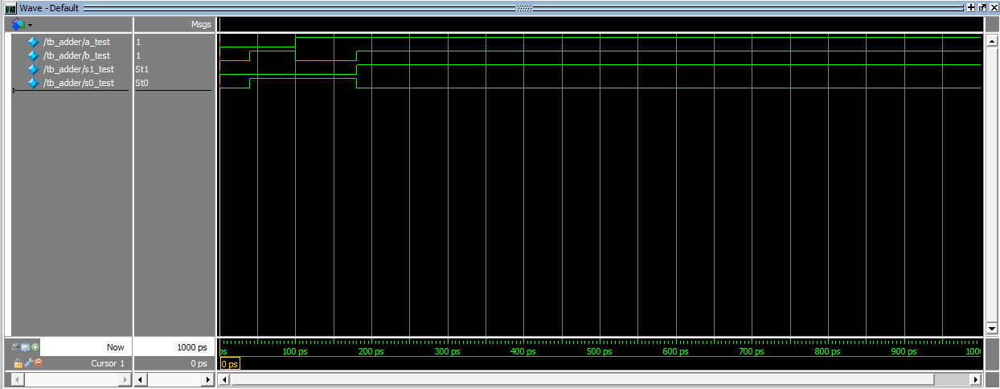 Wave - Default
Msgs
/tb_adder/a_test 1
/tb_adder/b_test 1
/tb_adder/s1_test St1
/tb_adder/s0_test St0
Now 1000 ps ps 100 ps 200 ps 300 ps 400 ps 500 ps 600 ps 700 ps 800 ps 900 ps 1000
Cursor 1 0 ps 0 ps